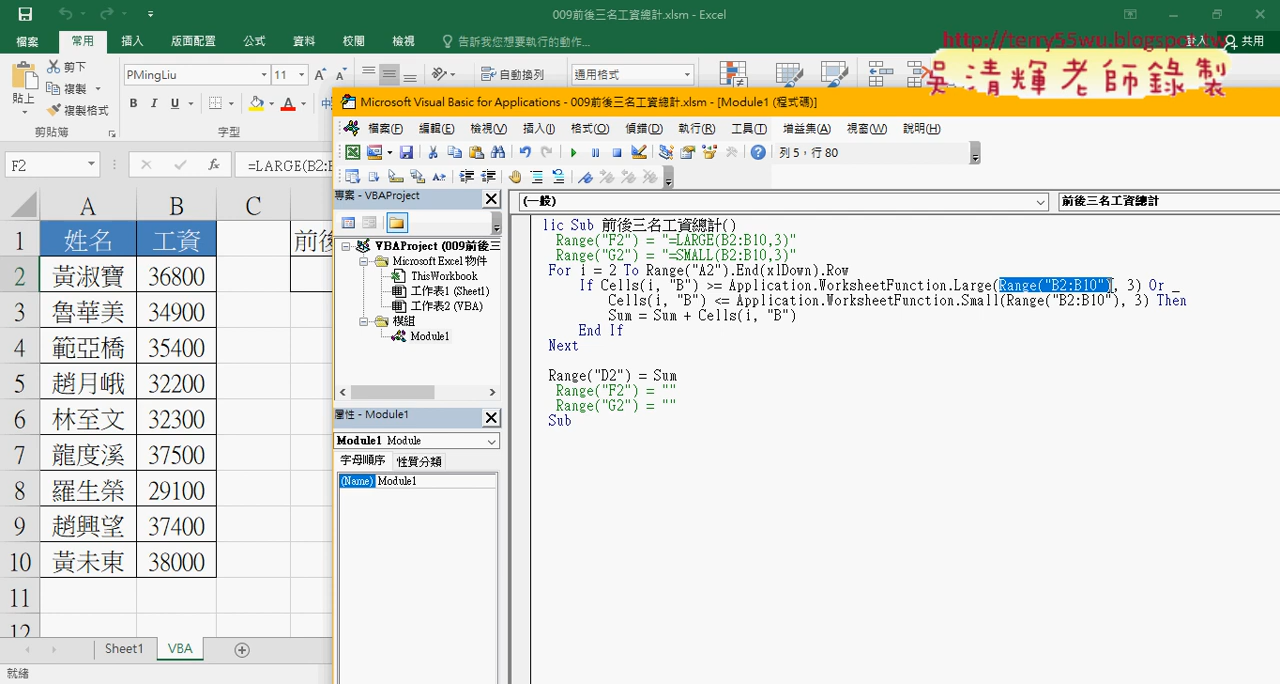 009前後三名工資總計.xlsm - Excel
http://terry55wu.blogspot.tw
吳清輝老師錄製
檔案 常用 插入 版面配置 公式 資料 校閱 檢視 告訴我您想要執行的動作... 登入 共用
貼上 剪下 複製 複製格式 剪貼簿
PMingLiu 11 B I U 字型
自動換列 通用格式
F2 fx =LARGE(B2:B
Microsoft Visual Basic for Applications - 009前後三名工資總計.xlsm - [Module1 (程式碼)]
檔案(F) 編輯(E) 檢視(V) 插入(I) 格式(O) 偵錯(D) 執行(R) 工具(T) 增益集(A) 視窗(W) 說明(H)
列 5，行 80
專案 - VBAProject
VBAProject (009前後三
Microsoft Excel 物件
ThisWorkbook
工作表1 (Sheet1)
工作表2 (VBA)
模組
Module1
屬性 - Module1
Module1 Module
字母順序 性質分類
(Name) Module1
(一般) 前後三名工資總計
lic Sub 前後三名工資總計()
Range("F2") = "=LARGE(B2:B10,3)"
Range("G2") = "=SMALL(B2:B10,3)"
For i = 2 To Range("A2").End(xlDown).Row
If Cells(i, "B") >= Application.WorksheetFunction.Large(Range("B2:B10"), 3) Or _
Cells(i, "B") <= Application.WorksheetFunction.Small(Range("B2:B10"), 3) Then
Sum = Sum + Cells(i, "B")
End If
Next
Range("D2") = Sum
Range("F2") = ""
Range("G2") = ""
Sub
A B C
1 姓名 工資 前後
2 黃淑寶 36800
3 魯華美 34900
4 範亞橋 35400
5 趙月峨 32200
6 林至文 32300
7 龍度溪 37500
8 羅生榮 29100
9 趙興望 37400
10 黃未東 38000
11
12
Sheet1 VBA
就緒